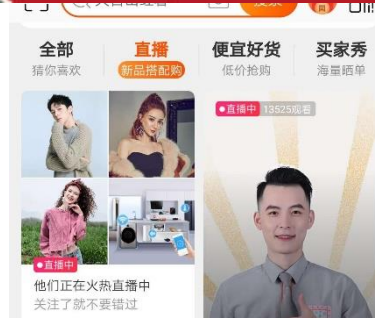 全部
直播
便宜好货
买家秀
猜你喜欢
新品搭配购
低价抢购
海量晒单
直播中
13525观看
直播中
他们正在火热直播中
关注了就不要错过